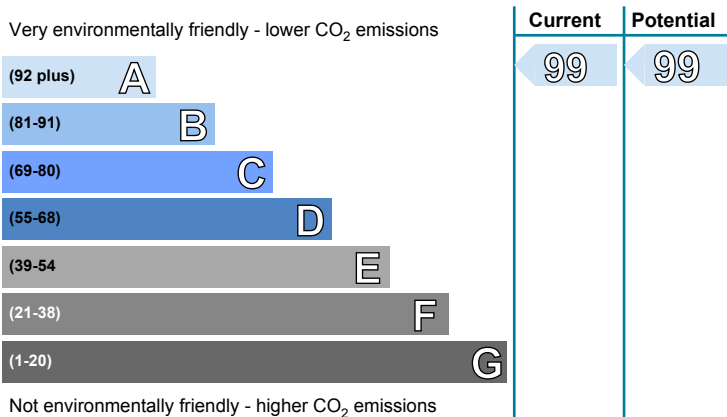 Current Potential
Very environmentally friendly - lower CO₂ emissions
(92 plus) A 99 99
(81-91) B
(69-80) C
(55-68) D
(39-54 E
(21-38) F
(1-20) G
Not environmentally friendly - higher CO₂ emissions